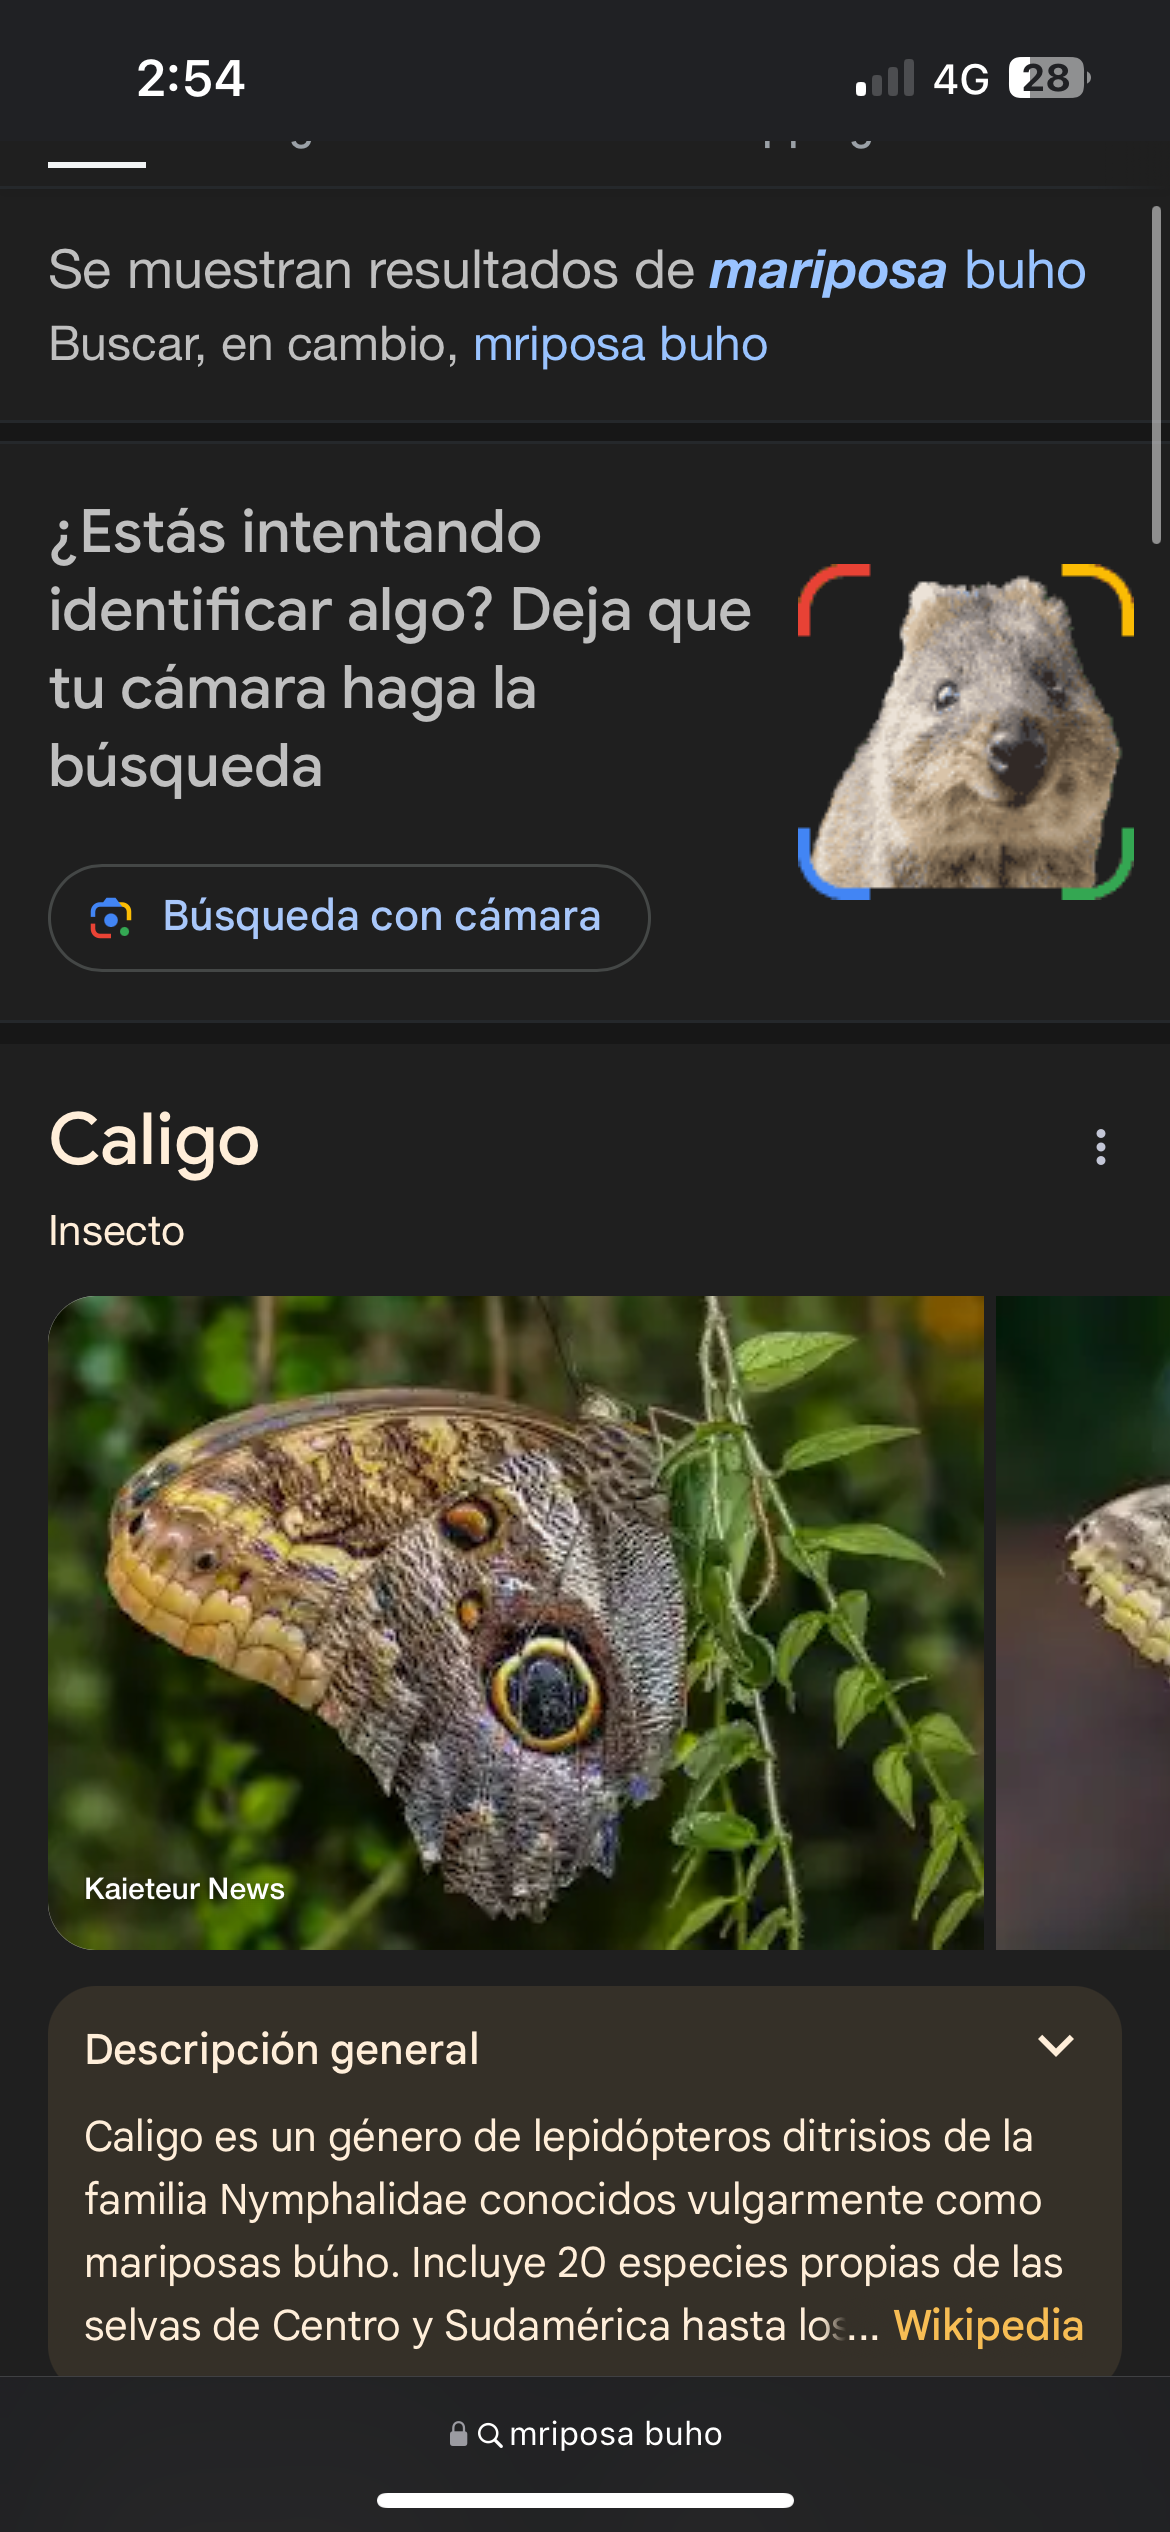 2:54
4G 28
Se muestran resultados de mariposa buho
Buscar, en cambio, mriposa buho
¿Estás intentando
identificar algo? Deja que
tu cámara haga la
búsqueda
Búsqueda con cámara
Caligo
Insecto
Kaieteur News
Descripción general
Caligo es un género de lepidópteros ditrisios de la
familia Nymphalidae conocidos vulgarmente como
mariposas búho. Incluye 20 especies propias de las
selvas de Centro y Sudamérica hasta los... Wikipedia
mriposa buho